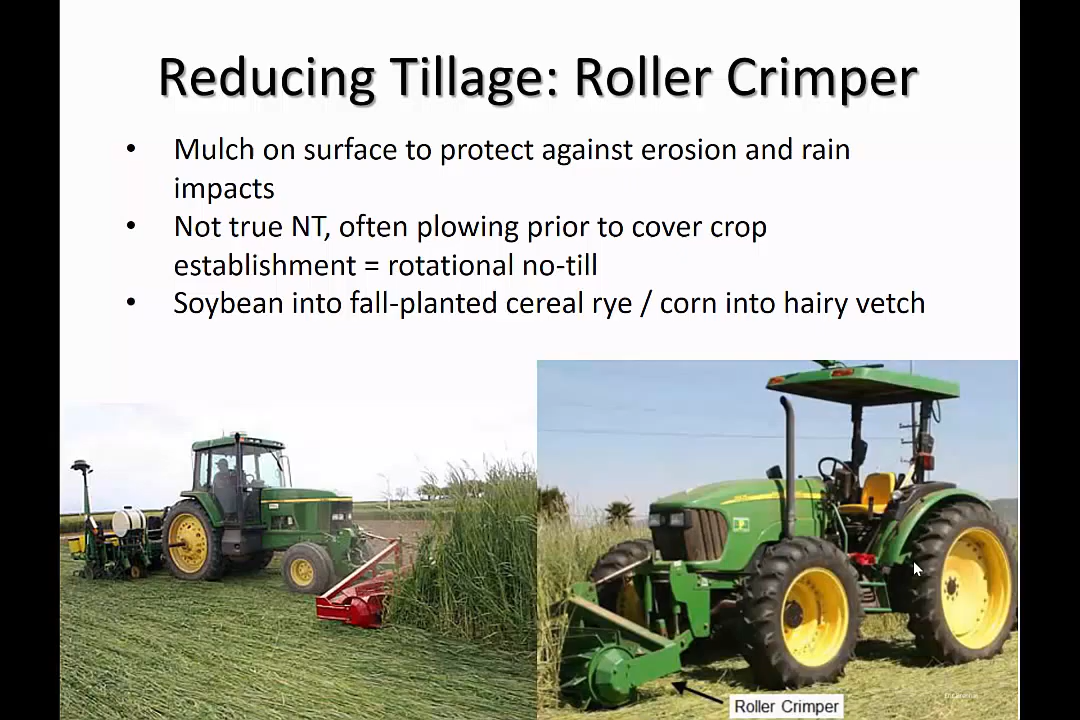 Reducing Tillage: Roller Crimper
• Mulch on surface to protect against erosion and rain
impacts
• Not true NT, often plowing prior to cover crop
establishment = rotational no-till
• Soybean into fall-planted cereal rye / corn into hairy vetch
Roller Crimper